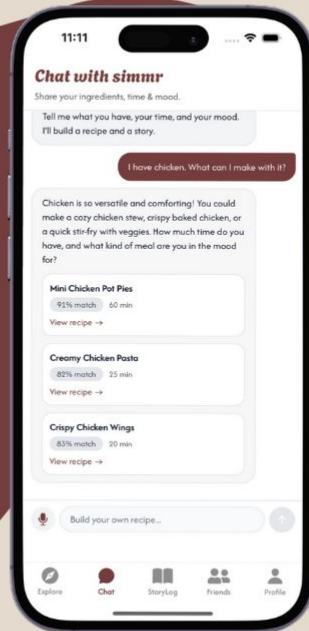 11:11
Chat with simmr
Share your ingredients, time & mood.
Tell me what you have, your time, and your mood.
I'll build a recipe and a story.
I have chicken. What can I make with it?
Chicken is so versatile and comforting! You could
make a cozy chicken stew, crispy baked chicken, or
a quick stir-fry with veggies. How much time do you
have, and what kind of meal are you in the mood
for?
Mini Chicken Pot Pies
91% match 60 min
View recipe →
Creamy Chicken Pasta
82% match 25 min
View recipe →
Crispy Chicken Wings
83% match 20 min
View recipe →
Build your own recipe...
Explore Chat StoryLog Friends Profile